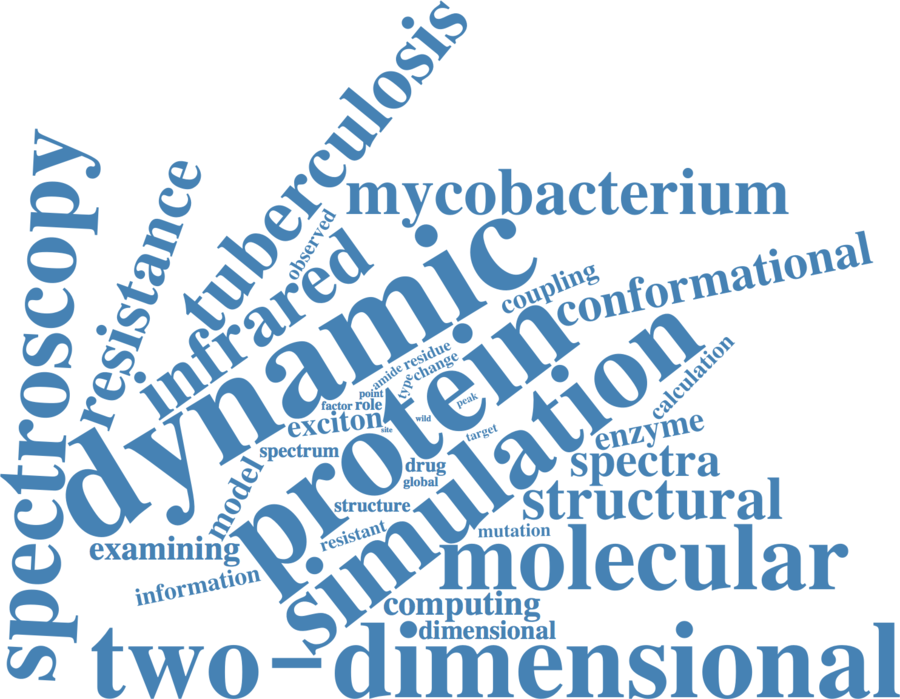 tuberculosis
mycobacterium
spectroscopy
resistance
observed
infrared
dynamic
coupling
conformational
protein
simulation
calculation
amide
residue
type
change
point
peak
factor
role
exciton
site
wild
target
enzyme
spectrum
drug
spectra
global
model
structure
structural
resistant
mutation
examining
molecular
information
computing
dimensional
two-dimensional